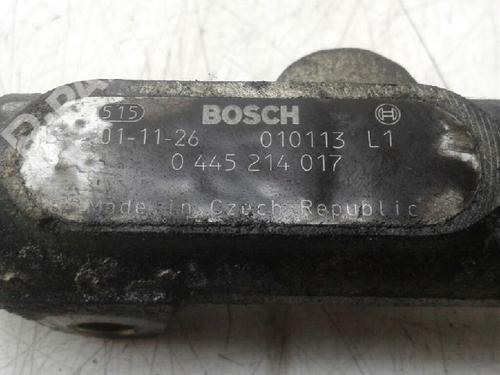 515 BOSCH
01-11-26 010113 L1
0 445 214 017
Made in Czech Republic